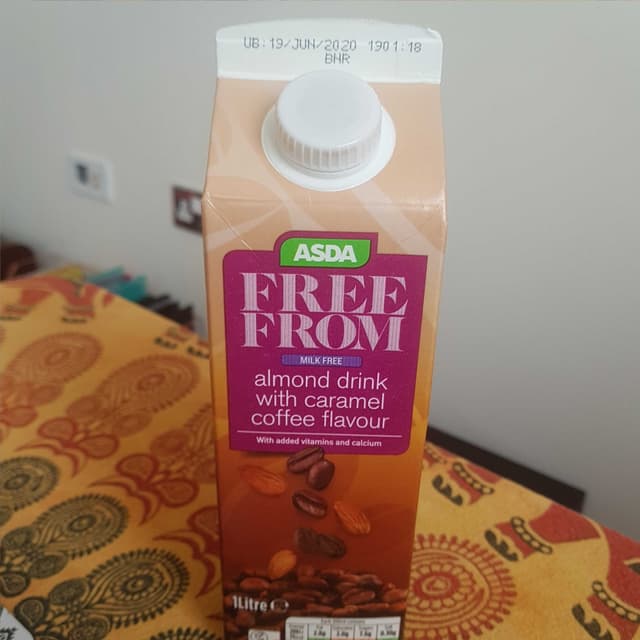 UB:19/JUN/2020 1901:18
BNR
ASDA
FREE
FROM
MILK FREE
almond drink
with caramel
coffee flavour
With added vitamins and calcium
1Litre ℮